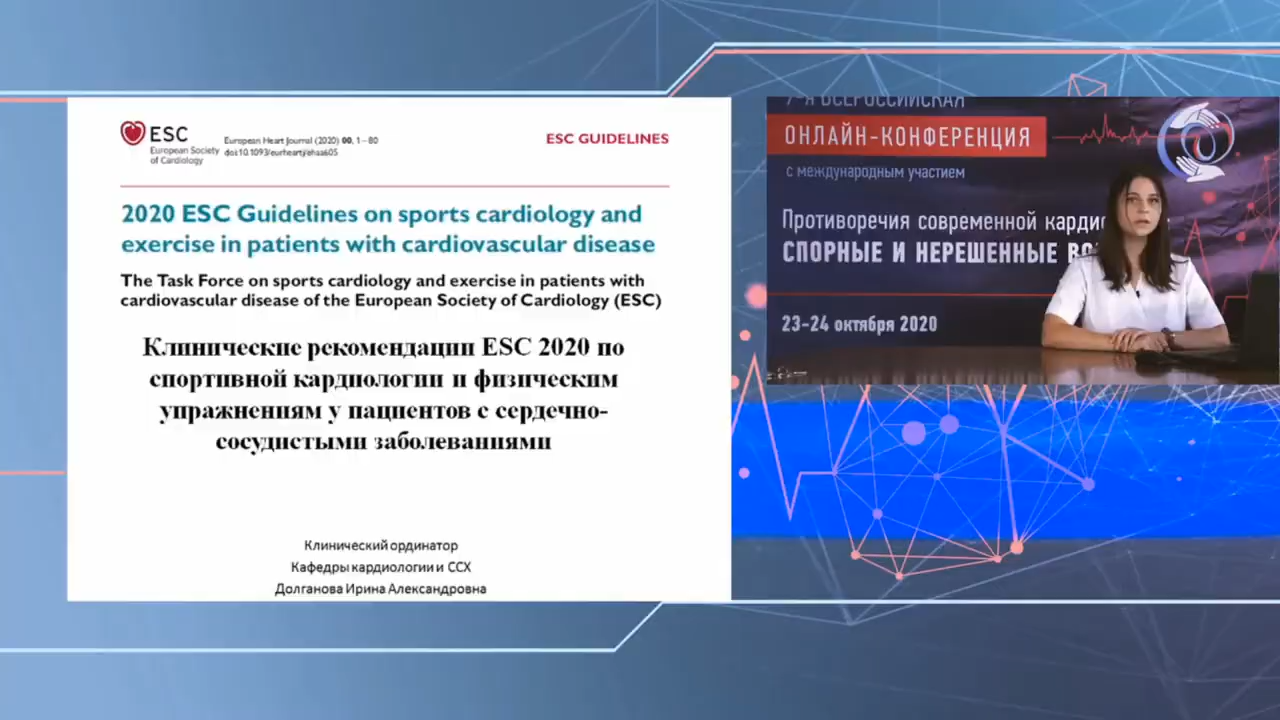 ESC
European Society
of Cardiology
European Heart Journal (2020) 00, 1–80
doi:10.1093/eurheartj/ehaa605
ESC GUIDELINES
2020 ESC Guidelines on sports cardiology and
exercise in patients with cardiovascular disease
The Task Force on sports cardiology and exercise in patients with
cardiovascular disease of the European Society of Cardiology (ESC)
Клинические рекомендации ESC 2020 по
спортивной кардиологии и физическим
упражнениям у пациентов с сердечно-
сосудистыми заболеваниями
Клинический ординатор
Кафедры кардиологии и ССХ
Долганова Ирина Александровна
7-я ВСЕРОССИЙСКАЯ
ОНЛАЙН-КОНФЕРЕНЦИЯ
с международным участием
Противоречия современной кардио
СПОРНЫЕ И НЕРЕШЕННЫЕ ВО
23-24 октября 2020